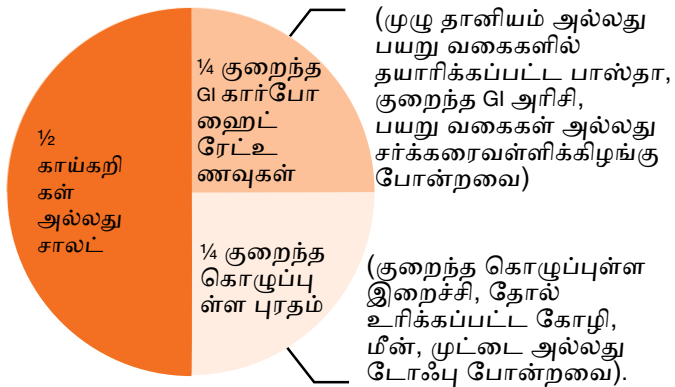 ½
காய்கறி
கள்
அல்லது
சாலட்
¼ குறைந்த
GI கார்போ
ஹைட்
ரேட்உ
ணவுகள்
(முழு தானியம் அல்லது
பயறு வகைகளில்
தயாரிக்கப்பட்ட பாஸ்தா,
குறைந்த GI அரிசி,
பயறு வகைகள் அல்லது
சர்க்கரைவள்ளிக்கிழங்கு
போன்றவை)
¼ குறைந்த
கொழுப்பு
ள்ள புரதம்
(குறைந்த கொழுப்புள்ள
இறைச்சி, தோல்
உரிக்கப்பட்ட கோழி,
மீன், முட்டை அல்லது
டோஃபு போன்றவை).